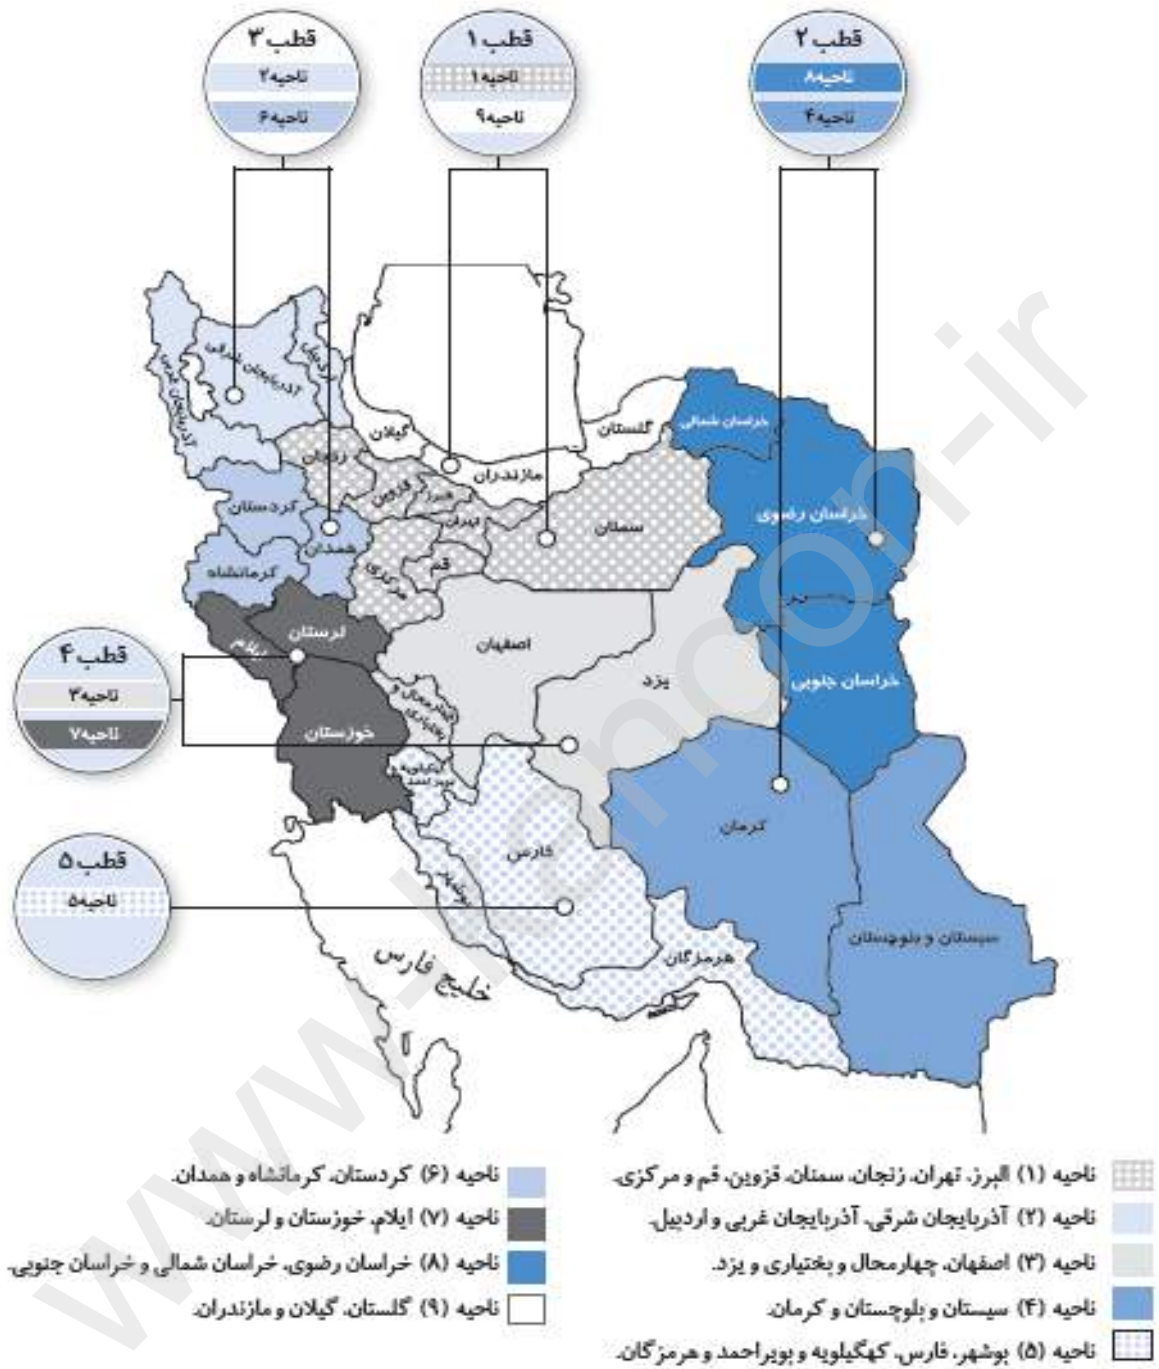 قطب ۳
ناحیه۲
ناحیه۶
قطب ۱
ناحیه۱
ناحیه۹
قطب ۲
ناحیه۸
ناحیه۴
اردبیل
آذربایجان شرقی
آذربایجان غربی
گیلان
مازندران
گلستان
خراسان شمالی
زنجان
قزوین
البرز
تهران
سمنان
خراسان رضوی
کردستان
همدان
کرمانشاه
مرکزی
قم
قطب ۴
ناحیه۳
ناحیه۷
ایلام
لرستان
اصفهان
یزد
خراسان جنوبی
چهارمحال و بختیاری
خوزستان
کهگیلویه و بویراحمد
قطب ۵
ناحیه۵
فارس
کرمان
بوشهر
هرمزگان
سیستان و بلوچستان
خلیج فارس
ناحیه (۱) البرز، تهران، زنجان، سمنان، قزوین، قم و مرکزی.
ناحیه (۲) آذربایجان شرقی، آذربایجان غربی و اردبیل.
ناحیه (۳) اصفهان، چهارمحال و بختیاری و یزد.
ناحیه (۴) سیستان و بلوچستان و کرمان.
ناحیه (۵) بوشهر، فارس، کهگیلویه و بویراحمد و هرمزگان.
ناحیه (۶) کردستان، کرمانشاه و همدان.
ناحیه (۷) ایلام، خوزستان و لرستان.
ناحیه (۸) خراسان رضوی، خراسان شمالی و خراسان جنوبی.
ناحیه (۹) گلستان، گیلان و مازندران.